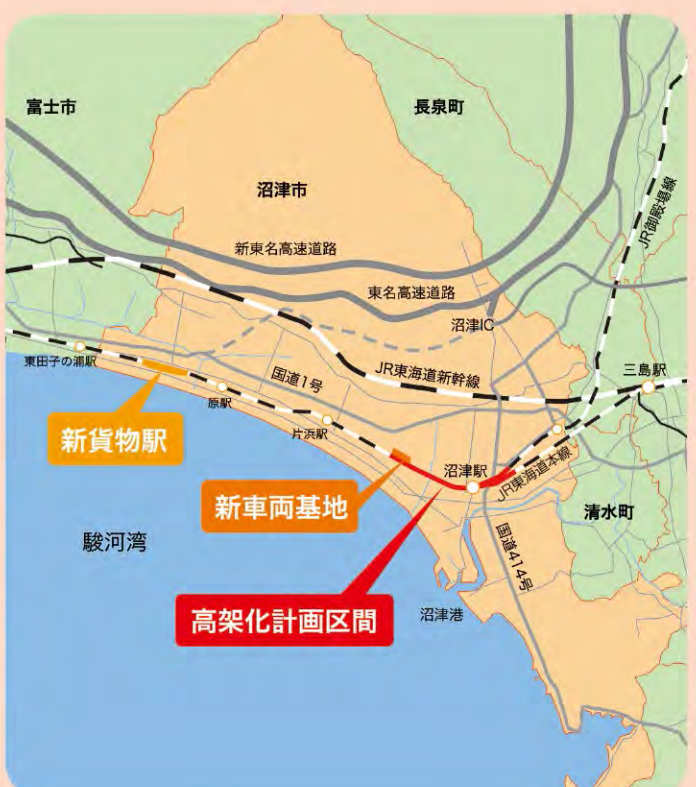 富士市
長泉町
沼津市
JR御殿場線
新東名高速道路
東名高速道路
沼津IC
東田子の浦駅
国道1号
JR東海道新幹線
三島駅
原駅
新貨物駅
片浜駅
沼津駅
JR東海道本線
新車両基地
清水町
国道414号
駿河湾
高架化計画区間
沼津港